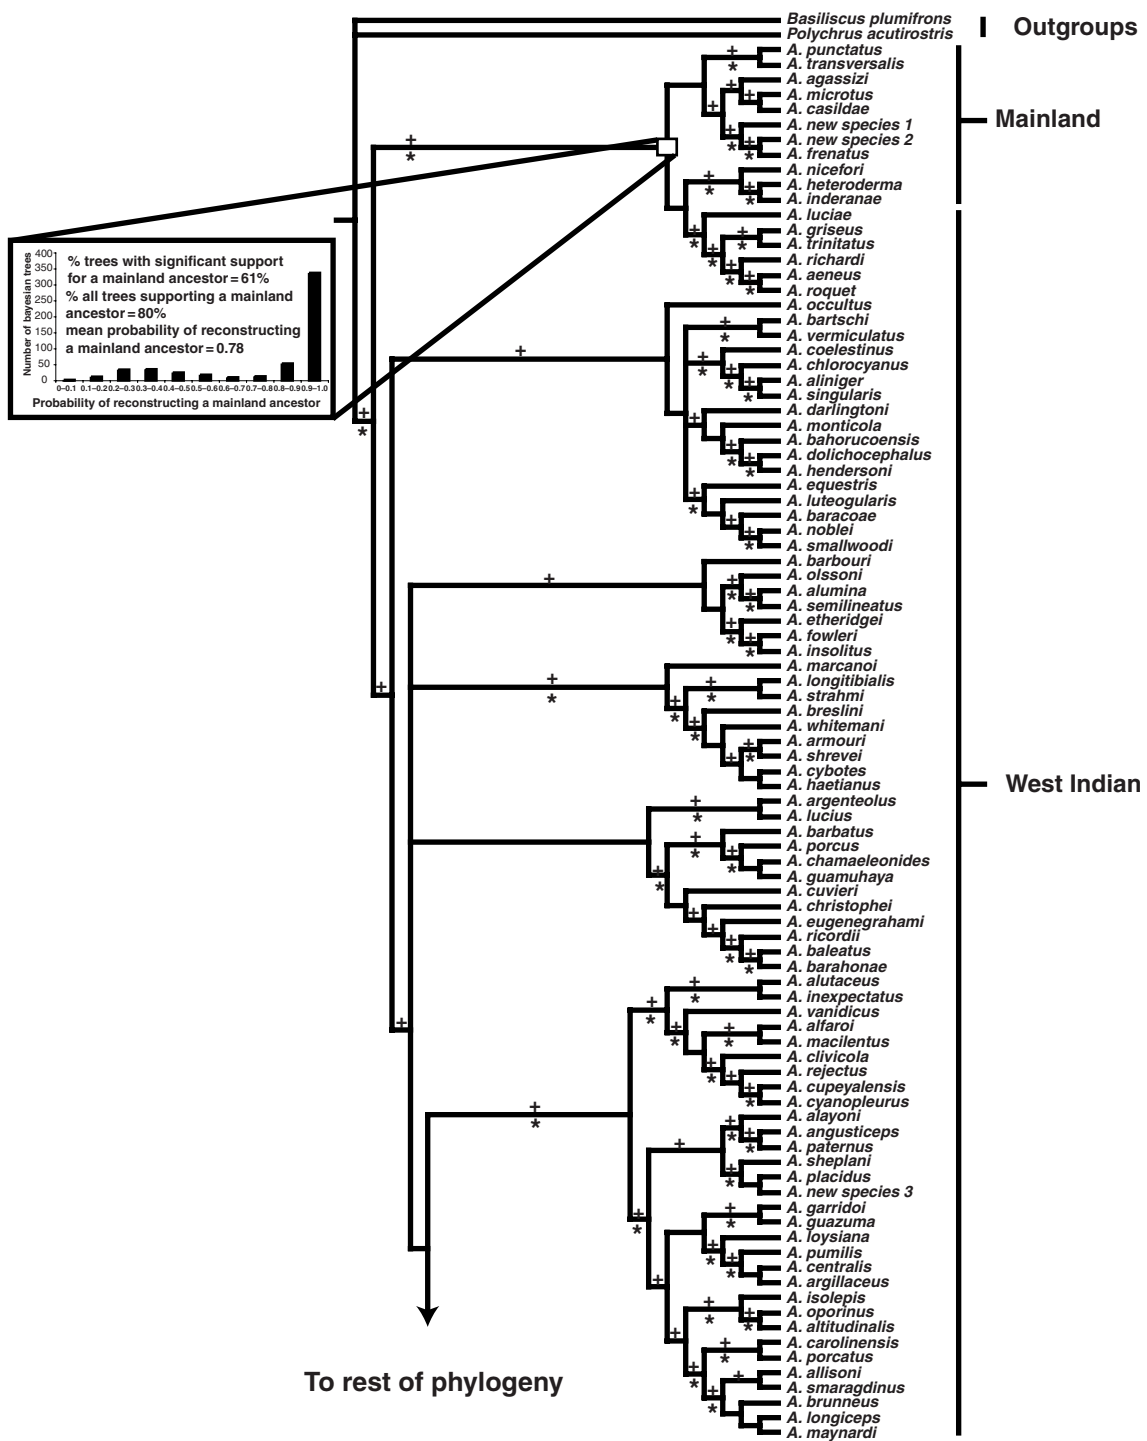 Basiliscus plumifrons
Polychrus acutirostris
Outgroups
A. punctatus
A. transversalis
A. agassizi
A. microtus
A. casildae
A. new species 1
A. new species 2
A. frenatus
Mainland
A. nicefori
A. heteroderma
A. inderanae
A. luciae
A. griseus
A. trinitatus
A. richardi
A. aeneus
A. roquet
A. occultus
A. bartschi
A. vermiculatus
A. coelestinus
A. chlorocyanus
A. aliniger
A. singularis
A. darlingtoni
A. monticola
A. bahorucoensis
A. dolichocephalus
A. hendersoni
A. equestris
A. luteogularis
A. baracoae
A. noblei
A. smallwoodi
A. barbouri
A. olssoni
A. alumina
A. semilineatus
A. etheridgei
A. fowleri
A. insolitus
A. marcanoi
A. longitibialis
A. strahmi
A. breslini
A. whitemani
A. armouri
A. shrevei
A. cybotes
A. haetianus
West Indian
A. argenteolus
A. lucius
A. barbatus
A. porcus
A. chamaeleonides
A. guamuhaya
A. cuvieri
A. christophei
A. eugenegrahami
A. ricordii
A. baleatus
A. barahonae
A. alutaceus
A. inexpectatus
A. vanidicus
A. alfaroi
A. macilentus
A. clivicola
A. rejectus
A. cupeyalensis
A. cyanopleurus
A. alayoni
A. angusticeps
A. paternus
A. sheplani
A. placidus
A. new species 3
A. garridoi
A. guazuma
A. loysiana
A. pumilis
A. centralis
A. argillaceus
A. isolepis
A. oporinus
A. altitudinalis
A. carolinensis
A. porcatus
A. allisoni
A. smaragdinus
A. brunneus
A. longiceps
A. maynardi
Number of bayesian trees
400
350
300
250
200
150
100
50
0
% trees with significant support
for a mainland ancestor = 61%
% all trees supporting a mainland
ancestor = 80%
mean probability of reconstructing
a mainland ancestor = 0.78
0–0.1 0.1–0.2 0.2–0.3 0.3–0.4 0.4–0.5 0.5–0.6 0.6–0.7 0.7–0.8 0.8–0.9 0.9–1.0
Probability of reconstructing a mainland ancestor
To rest of phylogeny